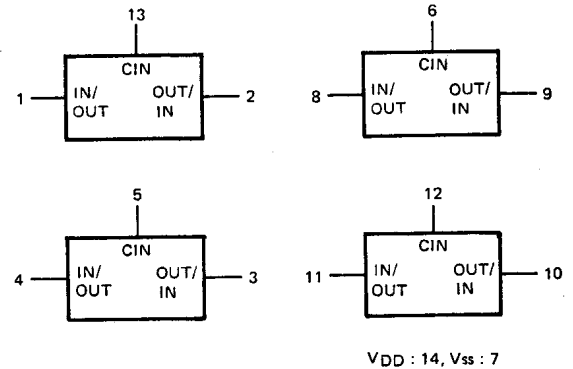 13
CIN
1
IN/
OUT
OUT/
IN
2
6
CIN
8
IN/
OUT
OUT/
IN
9
5
CIN
4
IN/
OUT
OUT/
IN
3
12
CIN
11
IN/
OUT
OUT/
IN
10
VDD : 14, Vss : 7